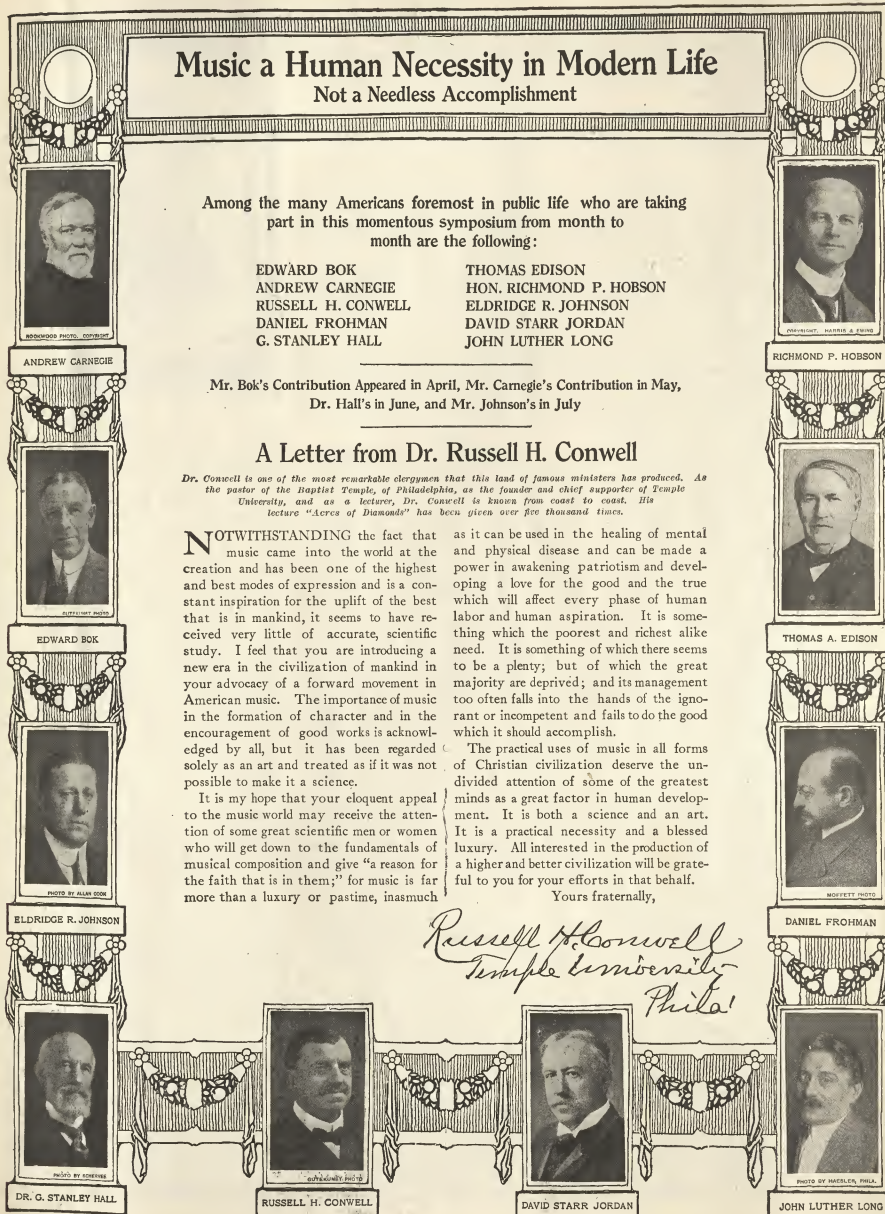 Music a Human Necessity in Modern Life
Not a Needless Accomplishment
Among the many Americans foremost in public life who are taking
part in this momentous symposium from month to
month are the following:
EDWARD BOK
ANDREW CARNEGIE
RUSSELL H. CONWELL
DANIEL FROHMAN
G. STANLEY HALL
THOMAS EDISON
HON. RICHMOND P. HOBSON
ELDRIDGE R. JOHNSON
DAVID STARR JORDAN
JOHN LUTHER LONG
Mr. Bok's Contribution Appeared in April, Mr. Carnegie's Contribution in May,
Dr. Hall's in June, and Mr. Johnson's in July
A Letter from Dr. Russell H. Conwell
Dr. Conwell is one of the most remarkable clergymen that this land of famous ministers has produced. As
the pastor of the Baptist Temple, of Philadelphia, as the founder and chief supporter of Temple
University, and as a lecturer, Dr. Conwell is known from coast to coast. His
lecture "Acres of Diamonds" has been given over five thousand times.
NOTWITHSTANDING the fact that
music came into the world at the
creation and has been one of the highest
and best modes of expression and is a con-
stant inspiration for the uplift of the best
that is in mankind, it seems to have re-
ceived very little of accurate, scientific
study. I feel that you are introducing a
new era in the civilization of mankind in
your advocacy of a forward movement in
American music. The importance of music
in the formation of character and in the
encouragement of good works is acknowl-
edged by all, but it has been regarded
solely as an art and treated as if it was not
possible to make it a science.
It is my hope that your eloquent appeal
to the music world may receive the atten-
tion of some great scientific men or women
who will get down to the fundamentals of
musical composition and give "a reason for
the faith that is in them;" for music is far
more than a luxury or pastime, inasmuch
as it can be used in the healing of mental
and physical disease and can be made a
power in awakening patriotism and devel-
oping a love for the good and the true
which will affect every phase of human
labor and human aspiration. It is some-
thing which the poorest and richest alike
need. It is something of which there seems
to be a plenty; but of which the great
majority are deprived; and its management
too often falls into the hands of the igno-
rant or incompetent and fails to do the good
which it should accomplish.
The practical uses of music in all forms
of Christian civilization deserve the un-
divided attention of some of the greatest
minds as a great factor in human develop-
ment. It is both a science and an art.
It is a practical necessity and a blessed
luxury. All interested in the production of
a higher and better civilization will be grate-
ful to you for your efforts in that behalf.
Yours fraternally,
Russell H. Conwell
Temple University
Phila'
ROCKWOOD PHOTO. COPYRIGHT
ANDREW CARNEGIE
GUTEKUNST PHOTO
EDWARD BOK
PHOTO BY ALLAN COOK
ELDRIDGE R. JOHNSON
PHOTO BY SCHERVEE
DR. G. STANLEY HALL
GUTEKUNST PHOTO
RUSSELL H. CONWELL
DAVID STARR JORDAN
COPYRIGHT, HARRIS & EWING
RICHMOND P. HOBSON
THOMAS A. EDISON
MOFFETT PHOTO
DANIEL FROHMAN
PHOTO BY HAESLER, PHILA.
JOHN LUTHER LONG